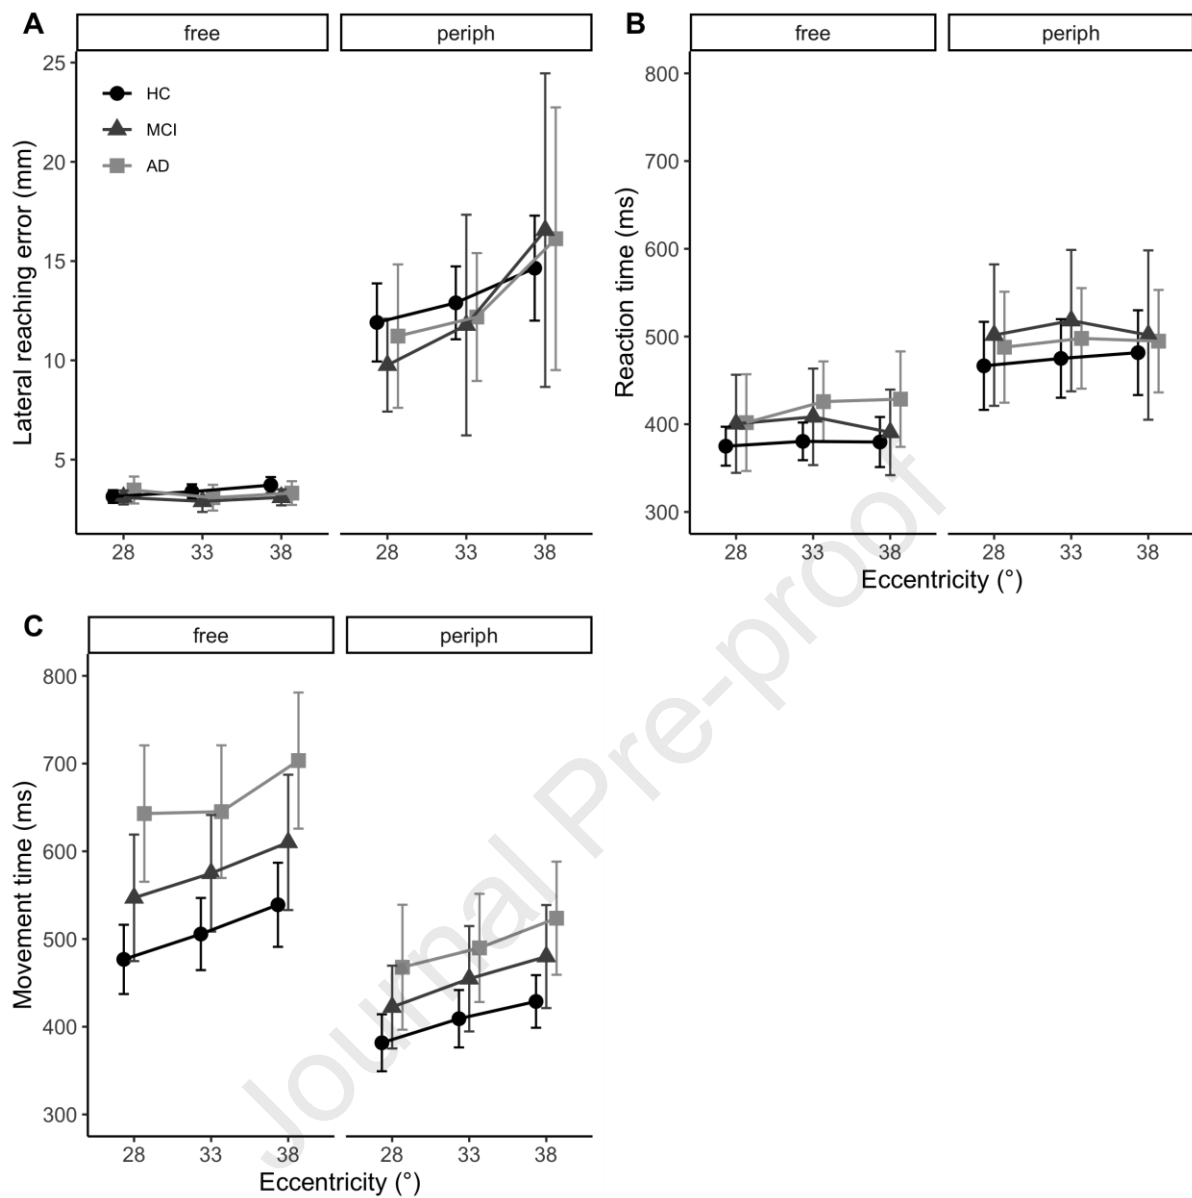 A
free
periph
Lateral reaching error (mm)
25
20
15
10
5
HC
MCI
AD
28
33
38
28
33
38
B
free
periph
Reaction time (ms)
800
700
600
500
400
300
28
33
38
28
33
38
Eccentricity (°)
C
free
periph
Movement time (ms)
800
700
600
500
400
300
28
33
38
28
33
38
Eccentricity (°)
Journal Pre-proof